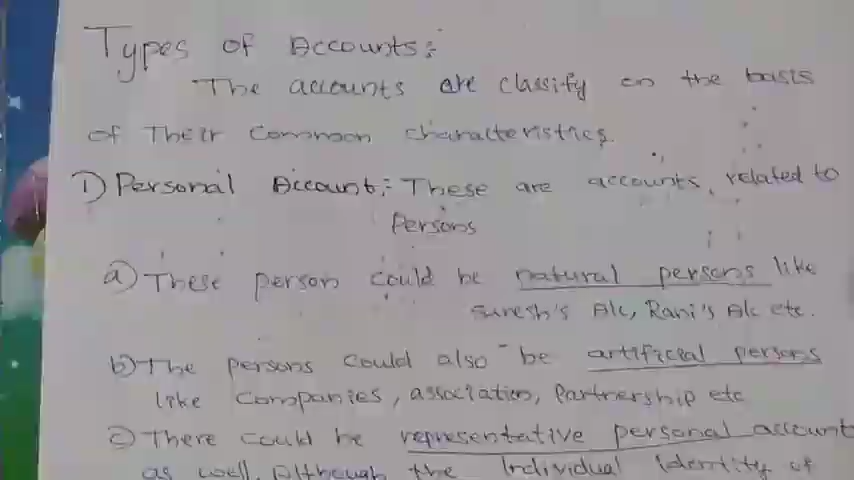 Types of Accounts:
The accounts are classify on the basis
of Their Common characteristics.
1) Personal Account:- These are accounts, related to
Persons
a) These person could be natural persons like
Suresh's A/c, Rani's A/c etc.
b) The persons could also be artificial persons
like Companies, association, Partnership etc
c) There could be representative personal account
as well. Although the Individual Identity of